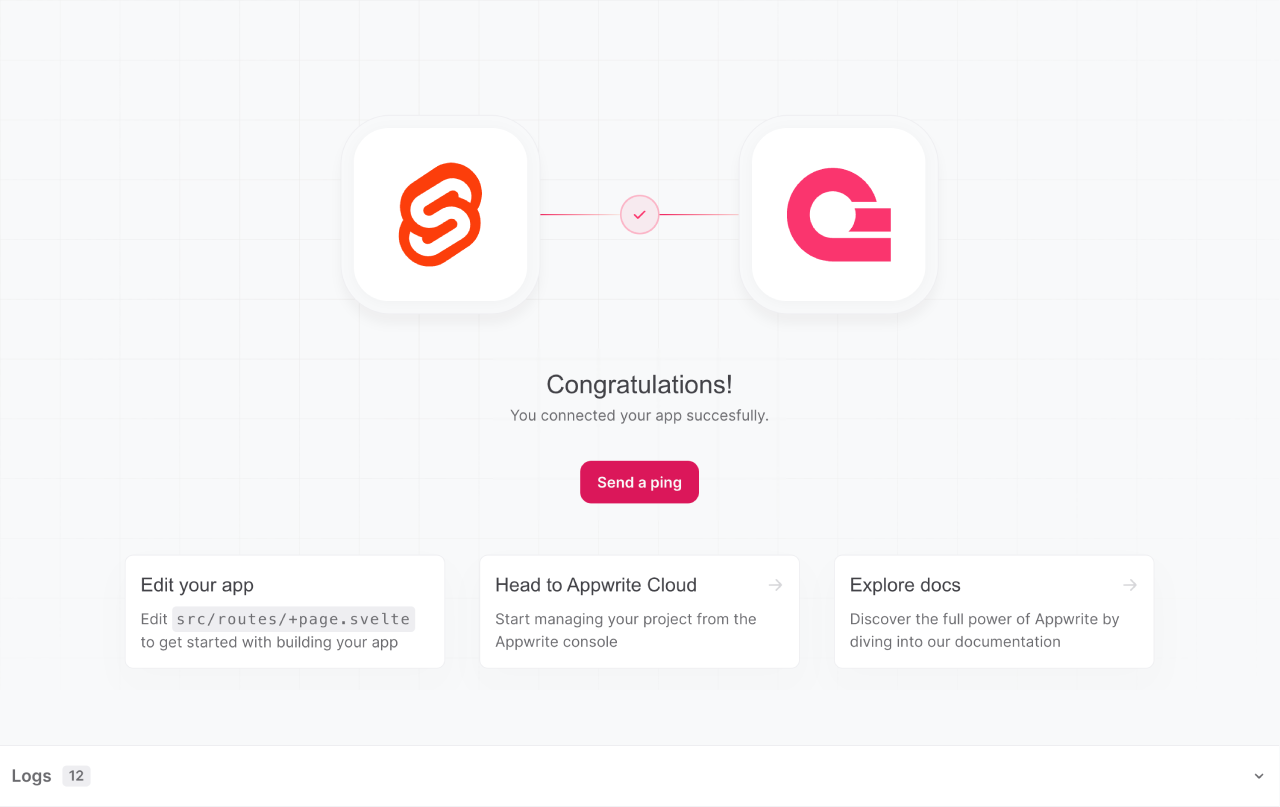 Congratulations!
You connected your app succesfully.
Send a ping
Edit your app
Edit src/routes/+page.svelte
to get started with building your app
Head to Appwrite Cloud
Start managing your project from the
Appwrite console
Explore docs
Discover the full power of Appwrite by
diving into our documentation
Logs 12